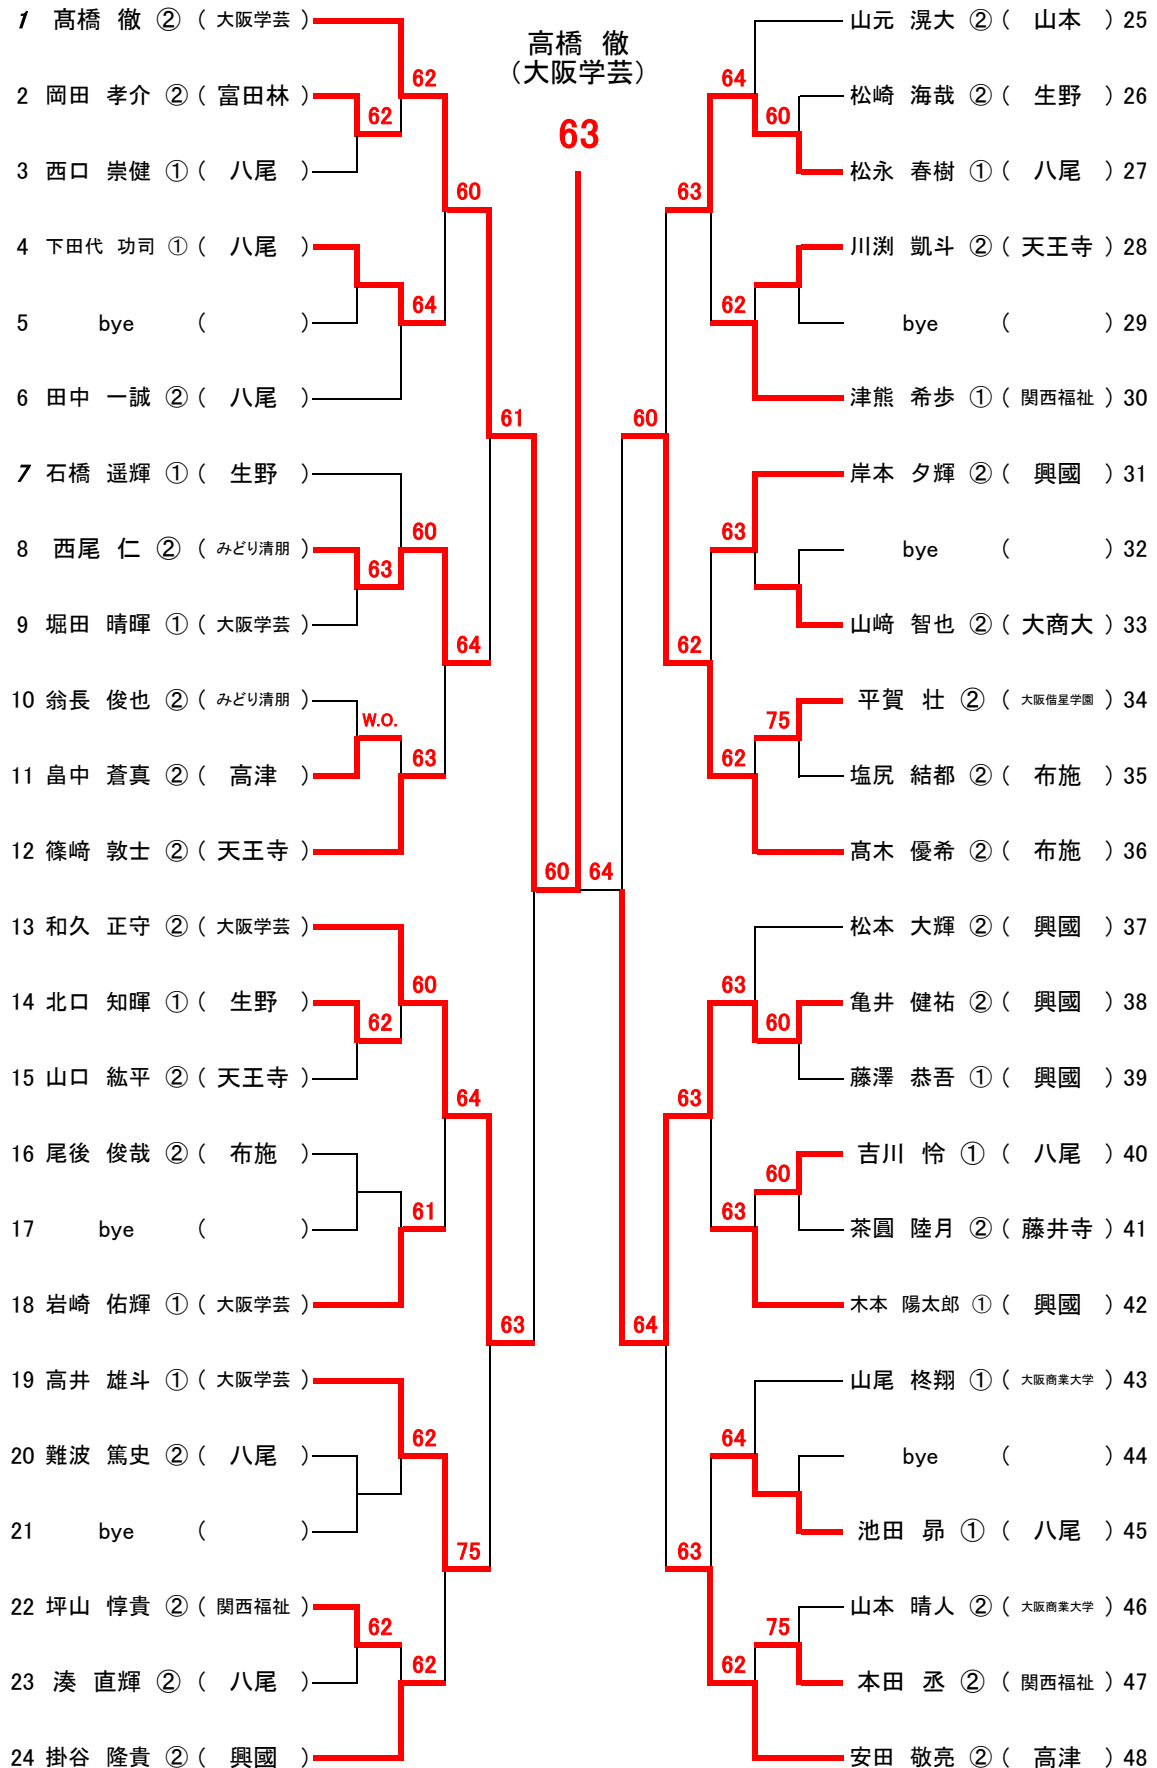 高橋 徹
(大阪学芸)
63
1 髙橋 徹 ② ( 大阪学芸 )
2 岡田 孝介 ② ( 富田林 )
3 西口 崇健 ① ( 八尾 )
4 下田代 功司 ① ( 八尾 )
5 bye ( )
6 田中 一誠 ② ( 八尾 )
7 石橋 遥輝 ① ( 生野 )
8 西尾 仁 ② ( みどり清朋 )
9 堀田 晴暉 ① ( 大阪学芸 )
10 翁長 俊也 ② ( みどり清朋 )
11 畠中 蒼真 ② ( 高津 )
12 篠﨑 敦士 ② ( 天王寺 )
13 和久 正守 ② ( 大阪学芸 )
14 北口 知暉 ① ( 生野 )
15 山口 紘平 ② ( 天王寺 )
16 尾後 俊哉 ② ( 布施 )
17 bye ( )
18 岩崎 佑輝 ① ( 大阪学芸 )
19 高井 雄斗 ① ( 大阪学芸 )
20 難波 篤史 ② ( 八尾 )
21 bye ( )
22 坪山 惇貴 ② ( 関西福祉 )
23 湊 直輝 ② ( 八尾 )
24 掛谷 隆貴 ② ( 興國 )
62
62
64
60
63
W.O.
63
62
60
61
62
62
62
60
64
64
75
61
63
60
64
山元 滉大 ② ( 山本 ) 25
松崎 海哉 ② ( 生野 ) 26
松永 春樹 ① ( 八尾 ) 27
川渕 凱斗 ② ( 天王寺 ) 28
bye ( ) 29
津熊 希歩 ① ( 関西福祉 ) 30
岸本 夕輝 ② ( 興國 ) 31
bye ( ) 32
山﨑 智也 ② ( 大商大 ) 33
平賀 壮 ② ( 大阪偕星学園 ) 34
塩尻 結都 ② ( 布施 ) 35
髙木 優希 ② ( 布施 ) 36
松本 大輝 ② ( 興國 ) 37
亀井 健祐 ② ( 興國 ) 38
藤澤 恭吾 ① ( 興國 ) 39
吉川 怜 ① ( 八尾 ) 40
茶圓 陸月 ② ( 藤井寺 ) 41
木本 陽太郎 ① ( 興國 ) 42
山尾 柊翔 ① ( 大阪商業大学 ) 43
bye ( ) 44
池田 昴 ① ( 八尾 ) 45
山本 晴人 ② ( 大阪商業大学 ) 46
本田 丞 ② ( 関西福祉 ) 47
安田 敬亮 ② ( 高津 ) 48
64
60
62
63
75
62
63
60
60
63
64
75
62
63
62
63
63
60
64